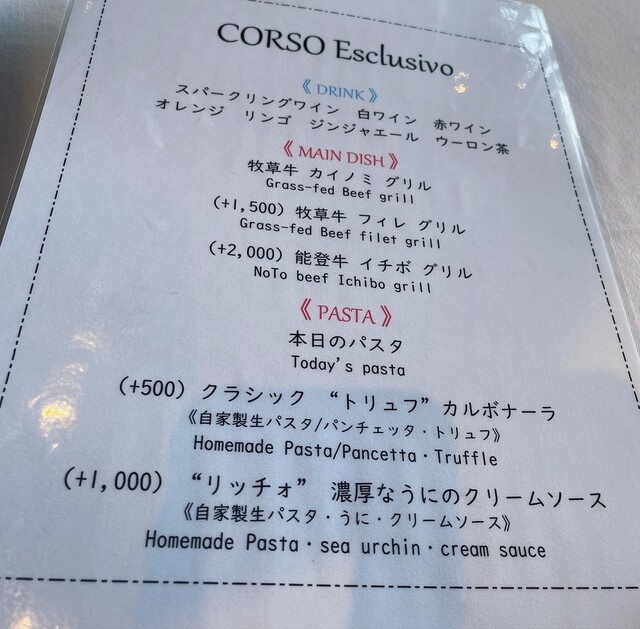 CORSO Esclusivo
《 DRINK 》
スパークリングワイン 白ワイン 赤ワイン
オレンジ リンゴ ジンジャエール ウーロン茶
《 MAIN DISH 》
牧草牛 カイノミ グリル
Grass-fed Beef grill
(+1,500) 牧草牛 フィレ グリル
Grass-fed Beef filet grill
(+2,000) 能登牛 イチボ グリル
NoTo beef Ichibo grill
《 PASTA 》
本日のパスタ
Today's pasta
(+500) クラシック “トリュフ” カルボナーラ
《自家製生パスタ/パンチェッタ・トリュフ》
Homemade Pasta/Pancetta・Truffle
(+1,000) “リッチォ” 濃厚なうにのクリームソース
《自家製生パスタ・うに・クリームソース》
Homemade Pasta・sea urchin・cream sauce